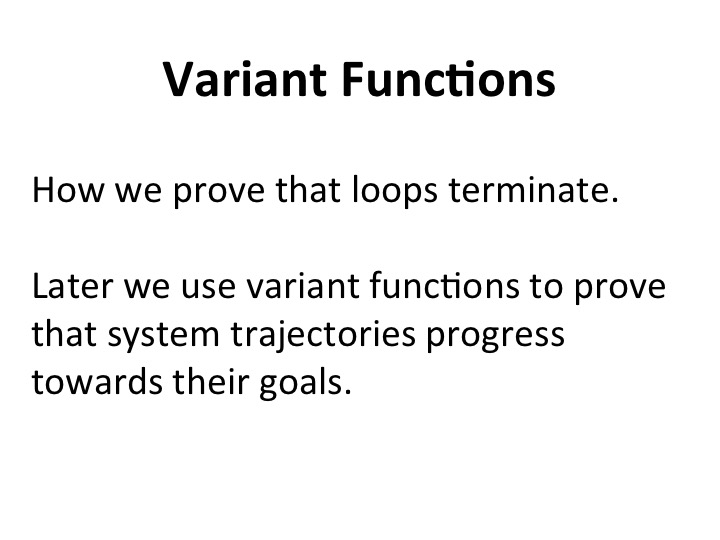 Variant Functions
How we prove that loops terminate.
Later we use variant functions to prove
that system trajectories progress
towards their goals.